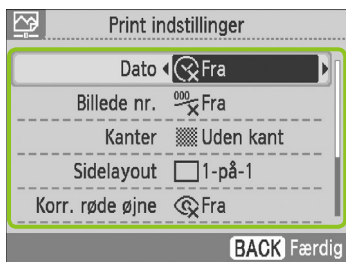 Print indstillinger
Dato Fra
Billede nr. 000 Fra
Kanter Uden kant
Sidelayout 1-på-1
Korr. røde øjne Fra
BACK Færdig